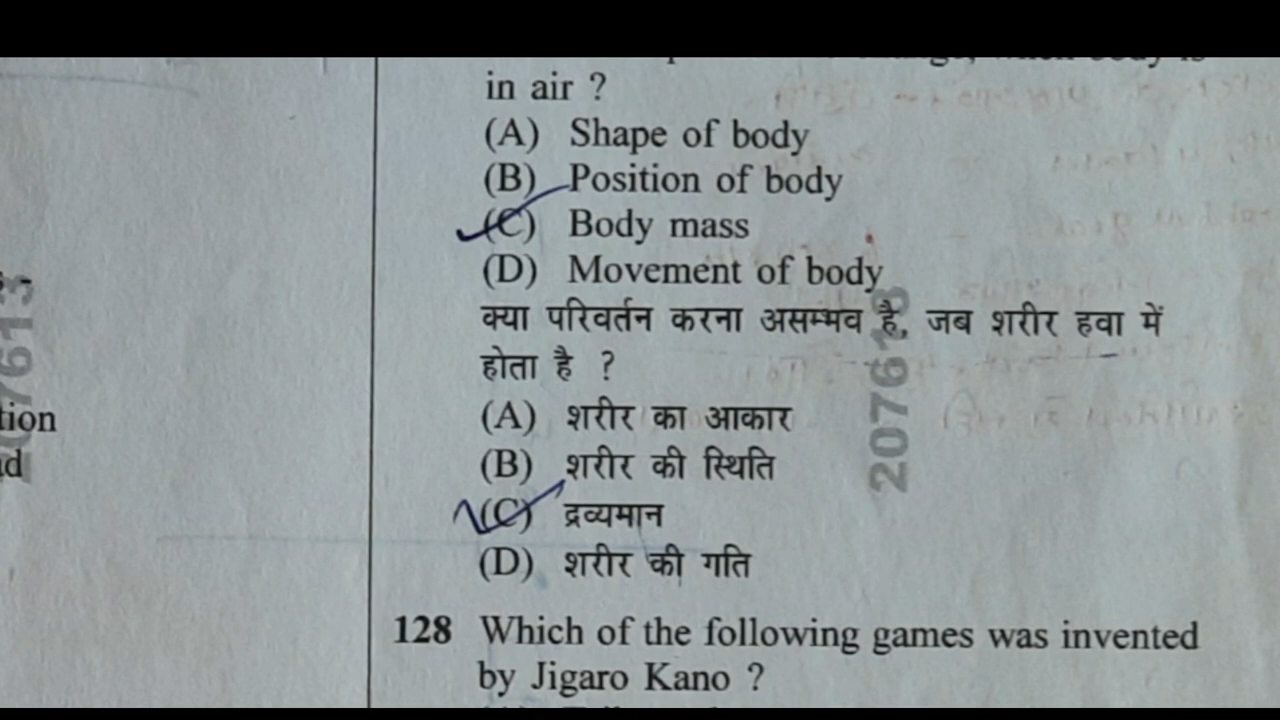 in air ?
(A) Shape of body
(B) Position of body
(C) Body mass
(D) Movement of body
क्या परिवर्तन करना असम्भव है, जब शरीर हवा में
होता है ?
(A) शरीर का आकार
(B) शरीर की स्थिति
(C) द्रव्यमान
(D) शरीर की गति
128 Which of the following games was invented
by Jigaro Kano ?
tion
207613